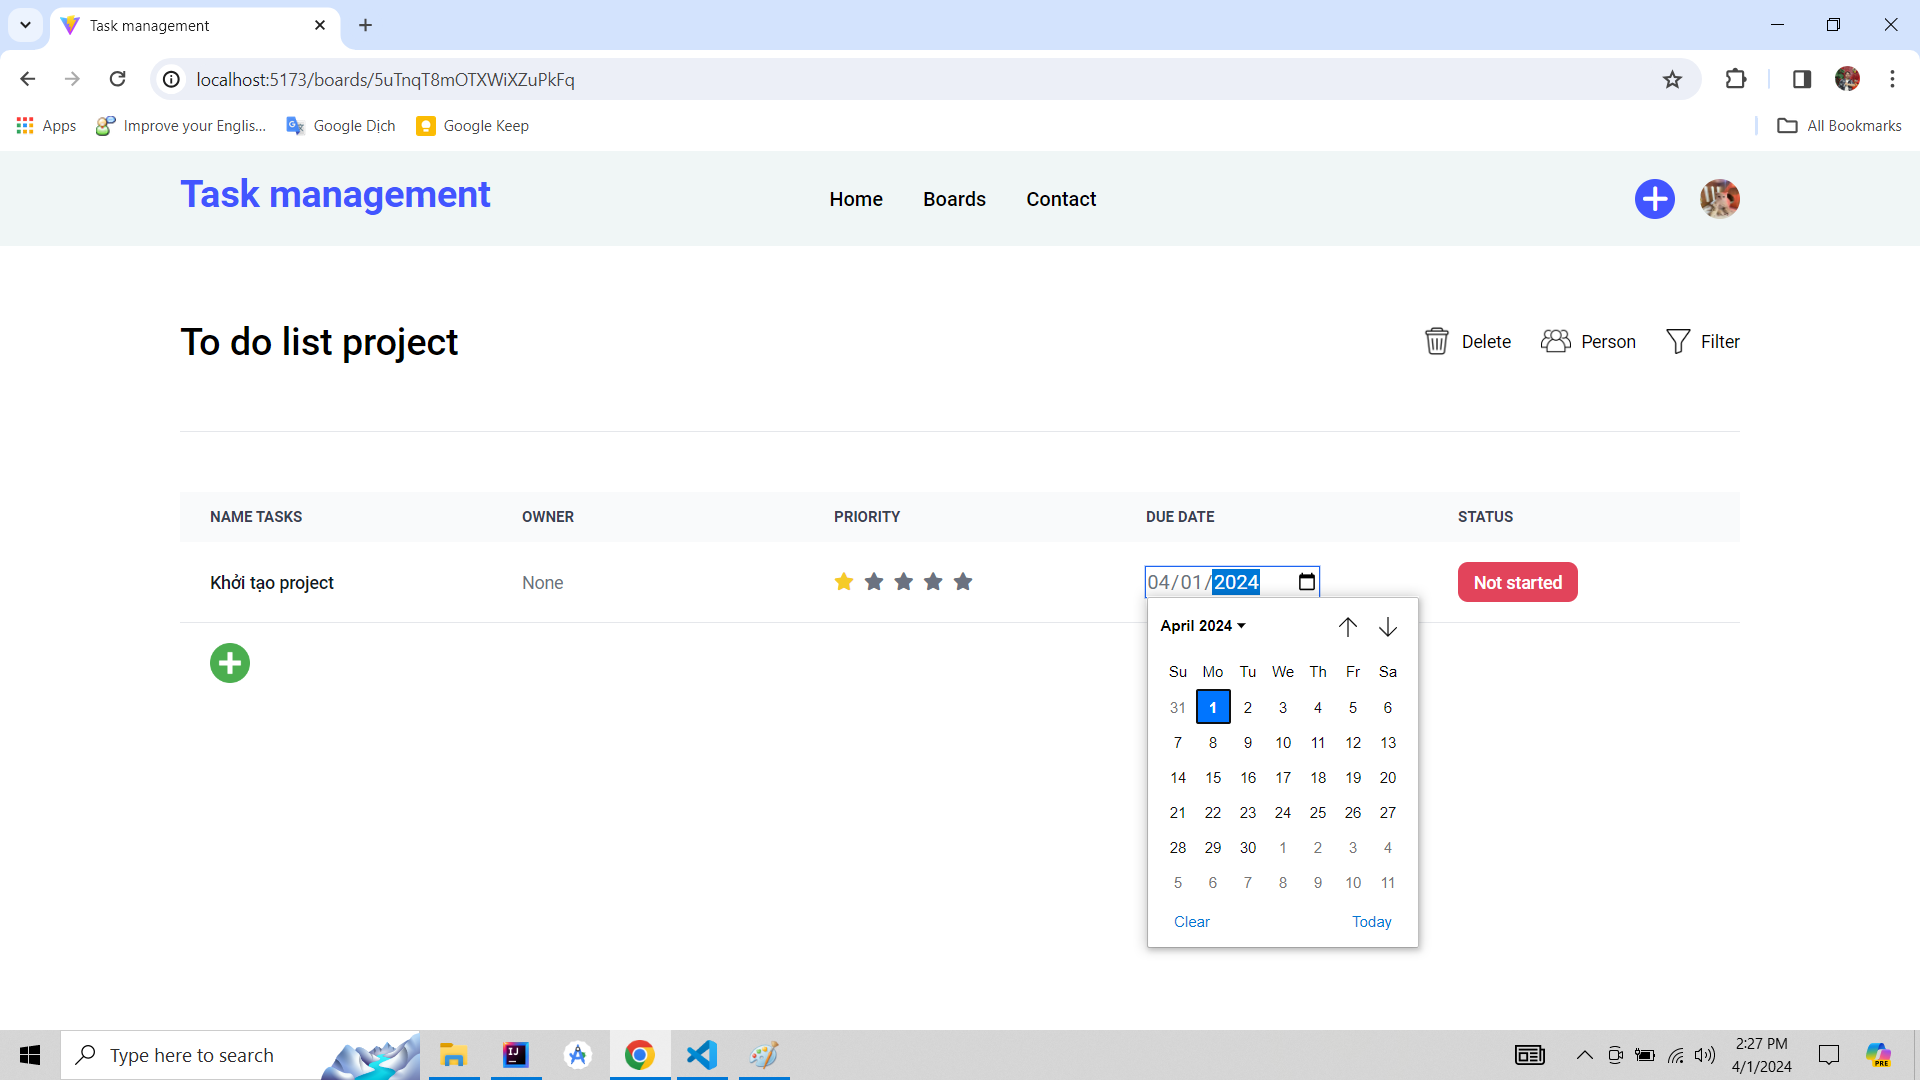 Task management
localhost:5173/boards/5uTnqT8mOTXWiXZuPkFq
Apps Improve your Englis... Google Dịch Google Keep All Bookmarks
Task management Home Boards Contact
To do list project Delete Person Filter
NAME TASKS OWNER PRIORITY DUE DATE STATUS
Khởi tạo project None 04/01/2024 Not started
April 2024
Su Mo Tu We Th Fr Sa
31 1 2 3 4 5 6
7 8 9 10 11 12 13
14 15 16 17 18 19 20
21 22 23 24 25 26 27
28 29 30 1 2 3 4
5 6 7 8 9 10 11
Clear Today
Type here to search IJ PRE
2:27 PM
4/1/2024